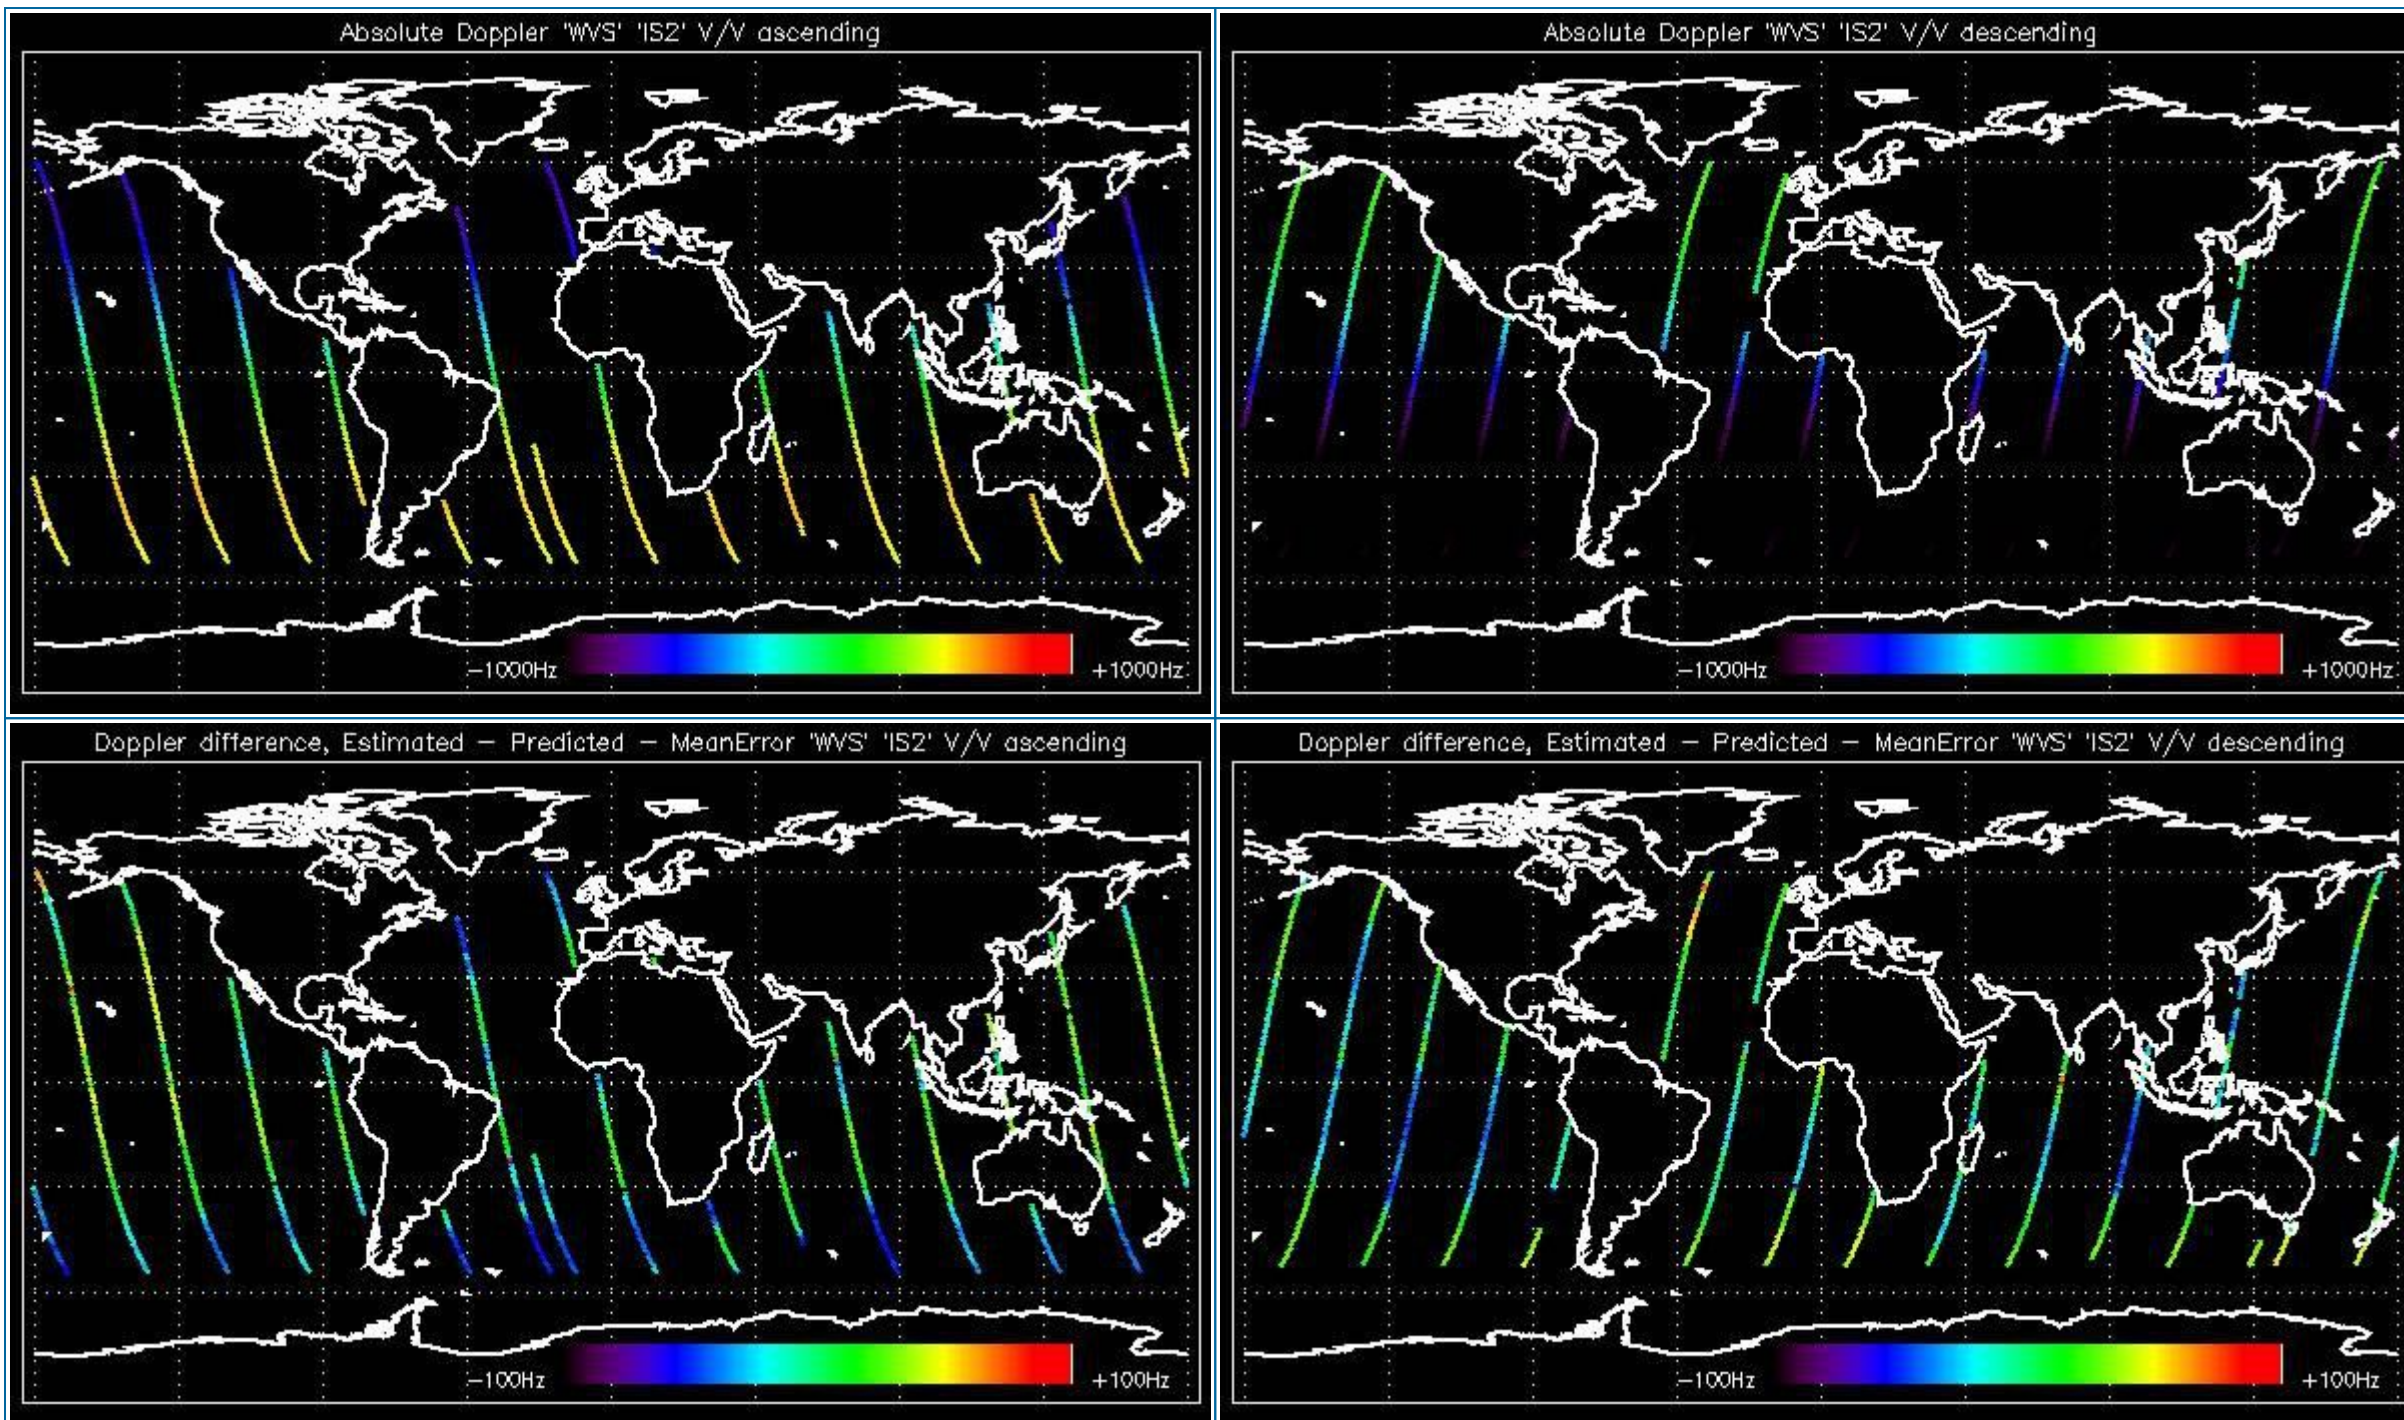 Absolute Doppler 'WVS' 'IS2' V/V ascending
-1000Hz
+1000Hz
Absolute Doppler 'WVS' 'IS2' V/V descending
-1000Hz
+1000Hz
Doppler difference, Estimated - Predicted - MeanError 'WVS' 'IS2' V/V ascending
-100Hz
+100Hz
Doppler difference, Estimated - Predicted - MeanError 'WVS' 'IS2' V/V descending
-100Hz
+100Hz